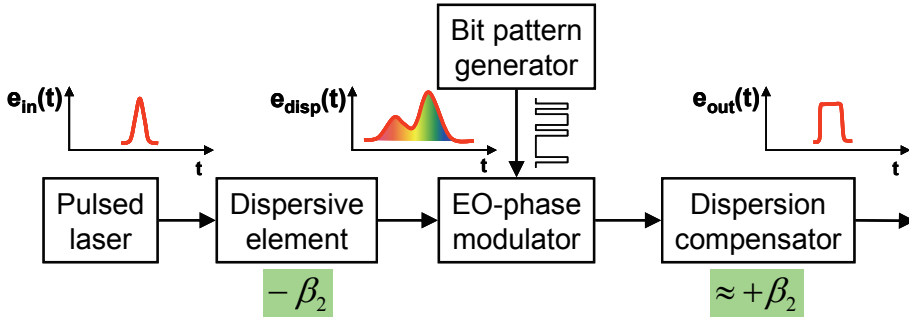 Bit pattern
generator
e_in(t)
t
e_disp(t)
t
e_out(t)
t
Pulsed
laser
Dispersive
element
EO-phase
modulator
Dispersion
compensator
− β₂
≈ +β₂